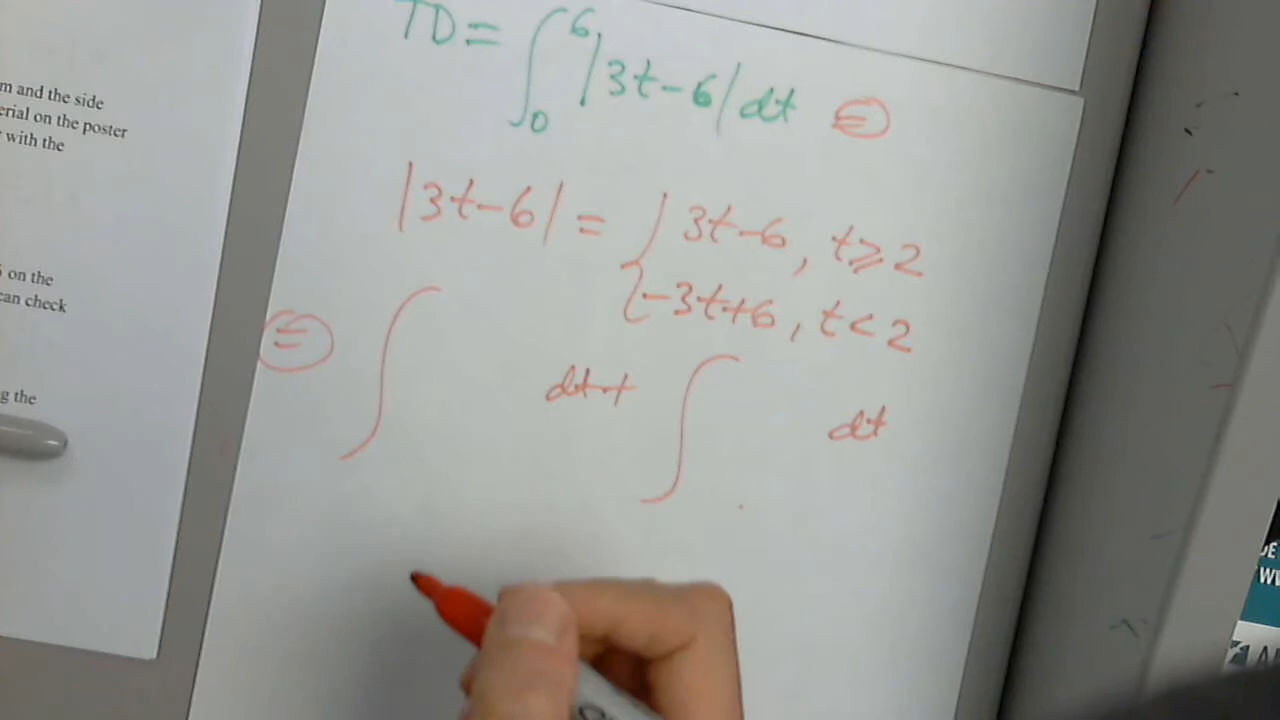 m and the side
erial on the poster
with the
on the
can check
g the
TD = ∫₀⁶ |3t-6| dt =
|3t-6| = { 3t-6, t⩾2
-3t+6, t<2
= ∫ dt + ∫ dt